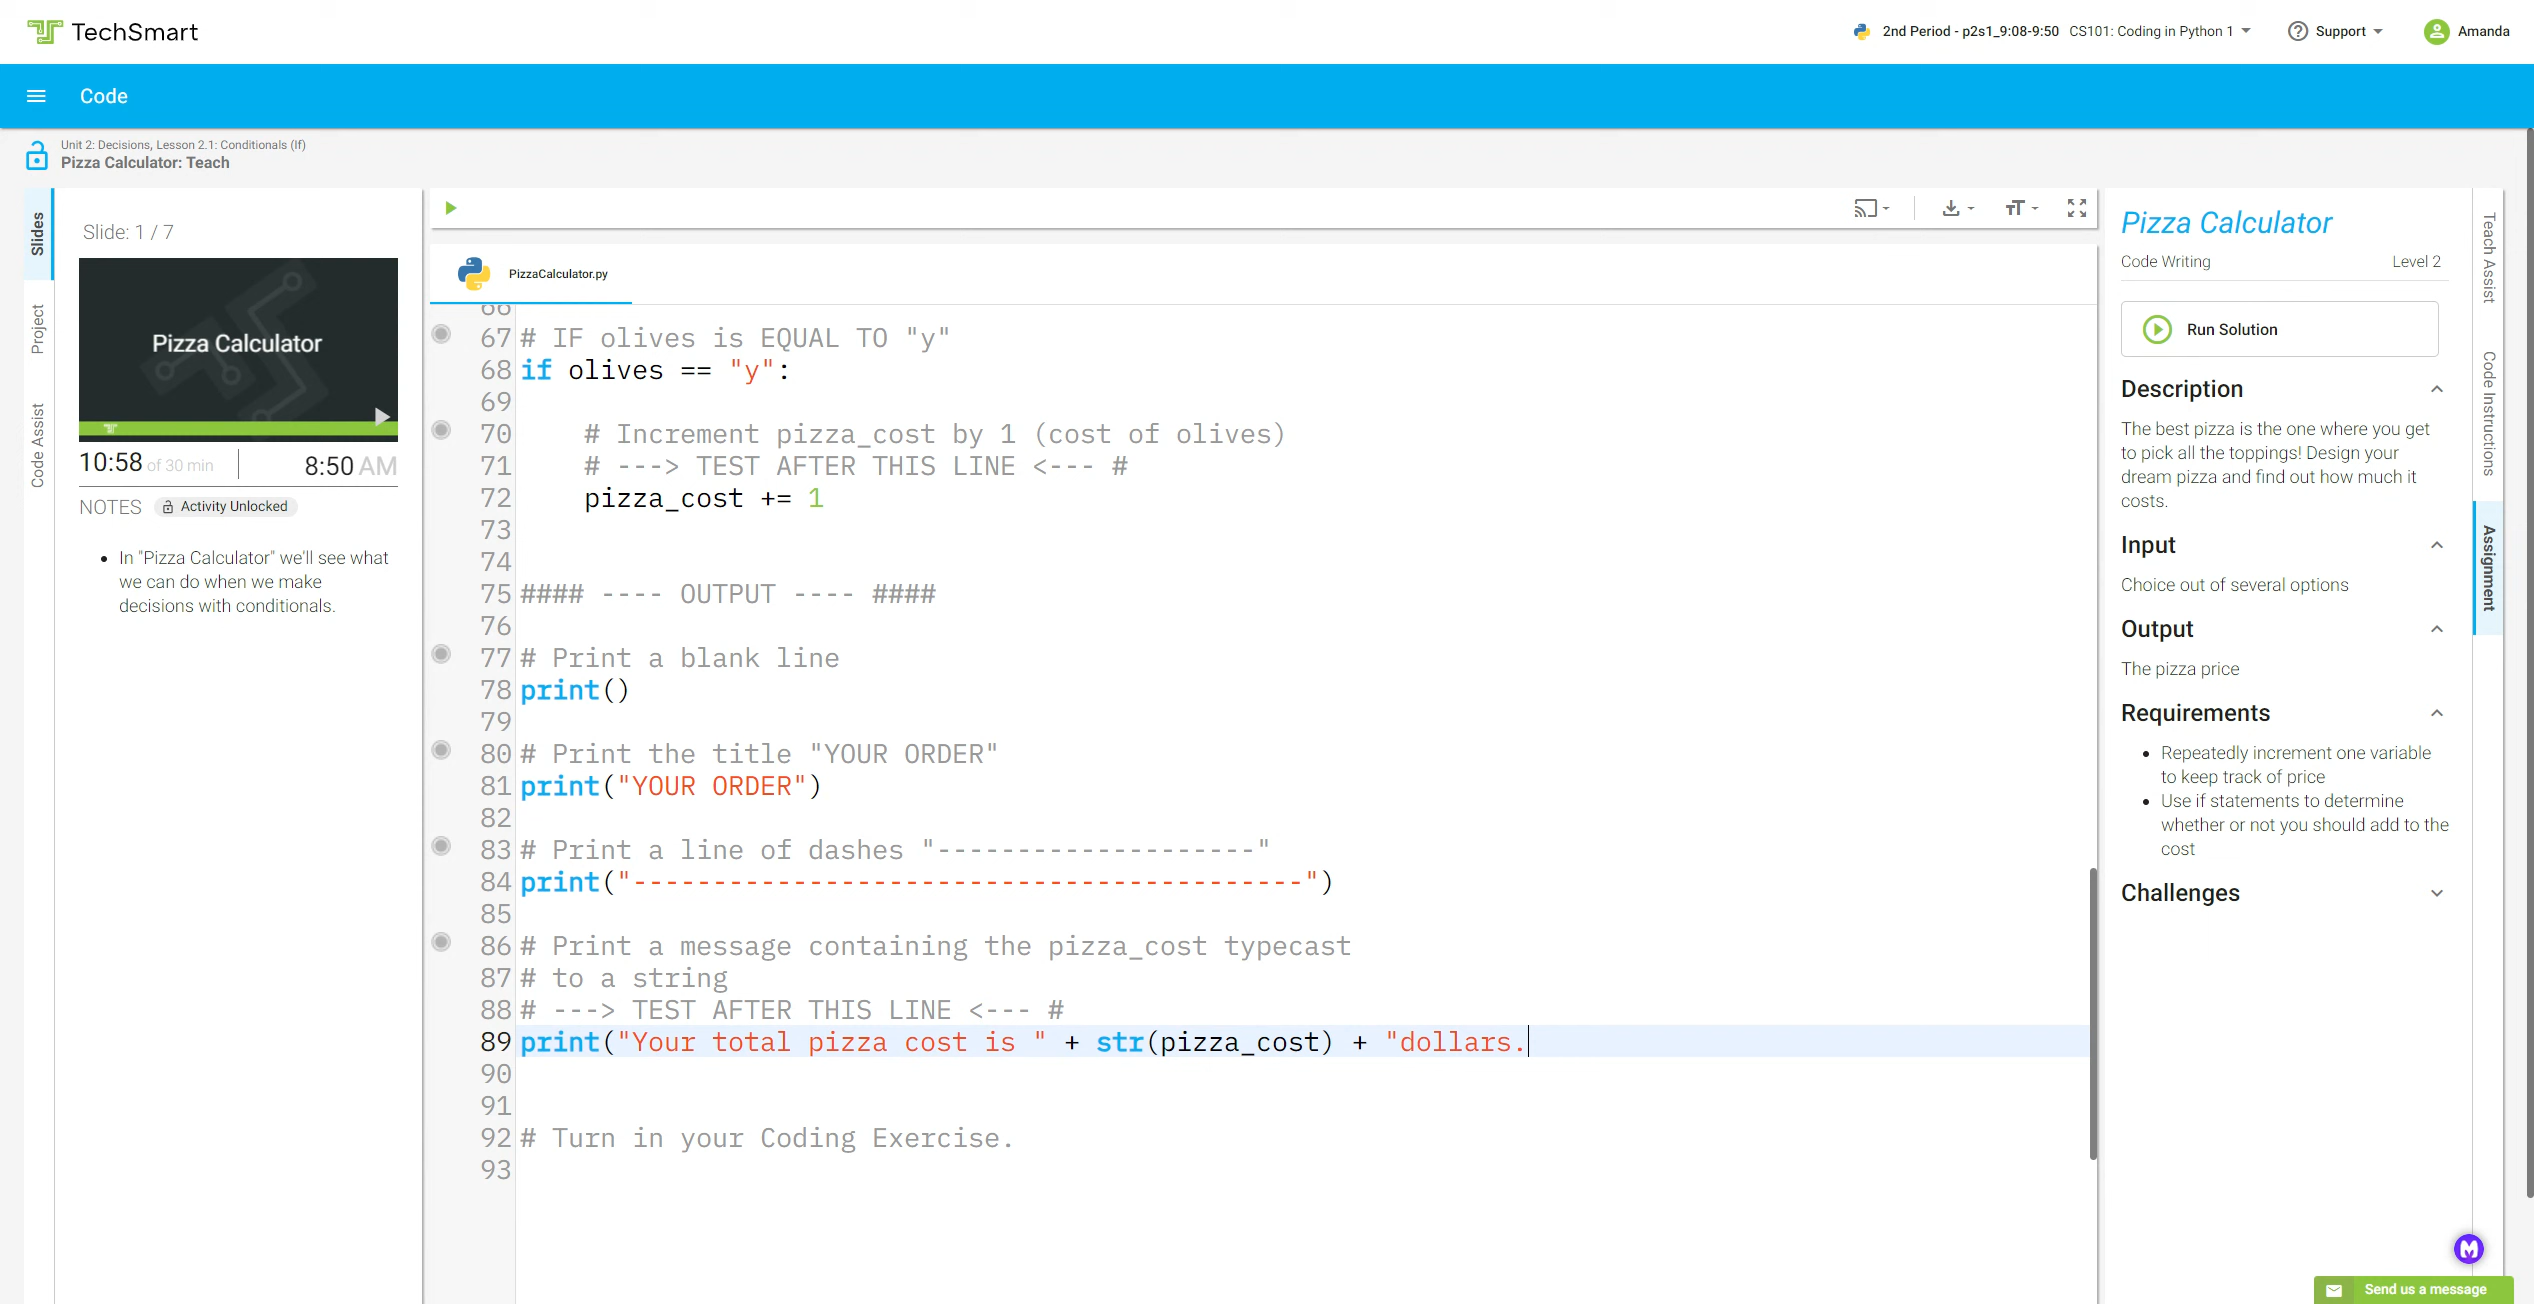 TechSmart
2nd Period - p2s1_9:08-9:50 CS101: Coding in Python 1
Support
Amanda
Code
Unit 2: Decisions, Lesson 2.1: Conditionals (If)
Pizza Calculator: Teach
Slides
Project
Code Assist
Slide: 1 / 7
Pizza Calculator
10:58 of 30 min
8:50 AM
NOTES
Activity Unlocked
In "Pizza Calculator" we'll see what
we can do when we make
decisions with conditionals.
PizzaCalculator.py
66
67 # IF olives is EQUAL TO "y"
68 if olives == "y":
69
70     # Increment pizza_cost by 1 (cost of olives)
71     # ---> TEST AFTER THIS LINE <--- #
72     pizza_cost += 1
73
74
75 #### ---- OUTPUT ---- ####
76
77 # Print a blank line
78 print()
79
80 # Print the title "YOUR ORDER"
81 print("YOUR ORDER")
82
83 # Print a line of dashes "--------------------"
84 print("------------------------------------------")
85
86 # Print a message containing the pizza_cost typecast
87 # to a string
88 # ---> TEST AFTER THIS LINE <--- #
89 print("Your total pizza cost is " + str(pizza_cost) + "dollars.
90
91
92 # Turn in your Coding Exercise.
93
Pizza Calculator
Code Writing
Level 2
Run Solution
Description
The best pizza is the one where you get
to pick all the toppings! Design your
dream pizza and find out how much it
costs.
Input
Choice out of several options
Output
The pizza price
Requirements
Repeatedly increment one variable
to keep track of price
Use if statements to determine
whether or not you should add to the
cost
Challenges
Teach Assist
Code Instructions
Assignment
Send us a message